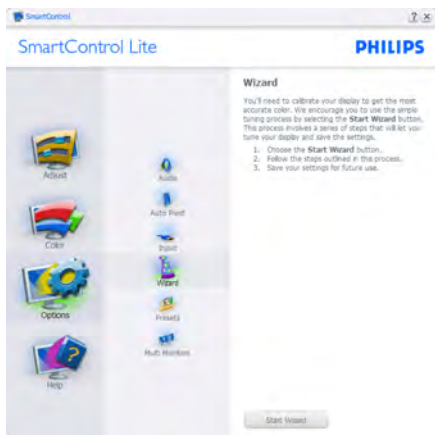 SmartControl
? x
SmartControl Lite
PHILIPS
Adjust
Color
Options
Help
Audio
Auto Pivot
Input
Wizard
Presets
Multi Monitors
Wizard
You'll need to calibrate your display to get the most
accurate color. We encourage you to use the simple
tuning process by selecting the Start Wizard button.
This process involves a series of steps that will let you
tune your display and save the settings.
1. Choose the Start Wizard button.
2. Follow the steps outlined in this process.
3. Save your settings for future use.
Start Wizard